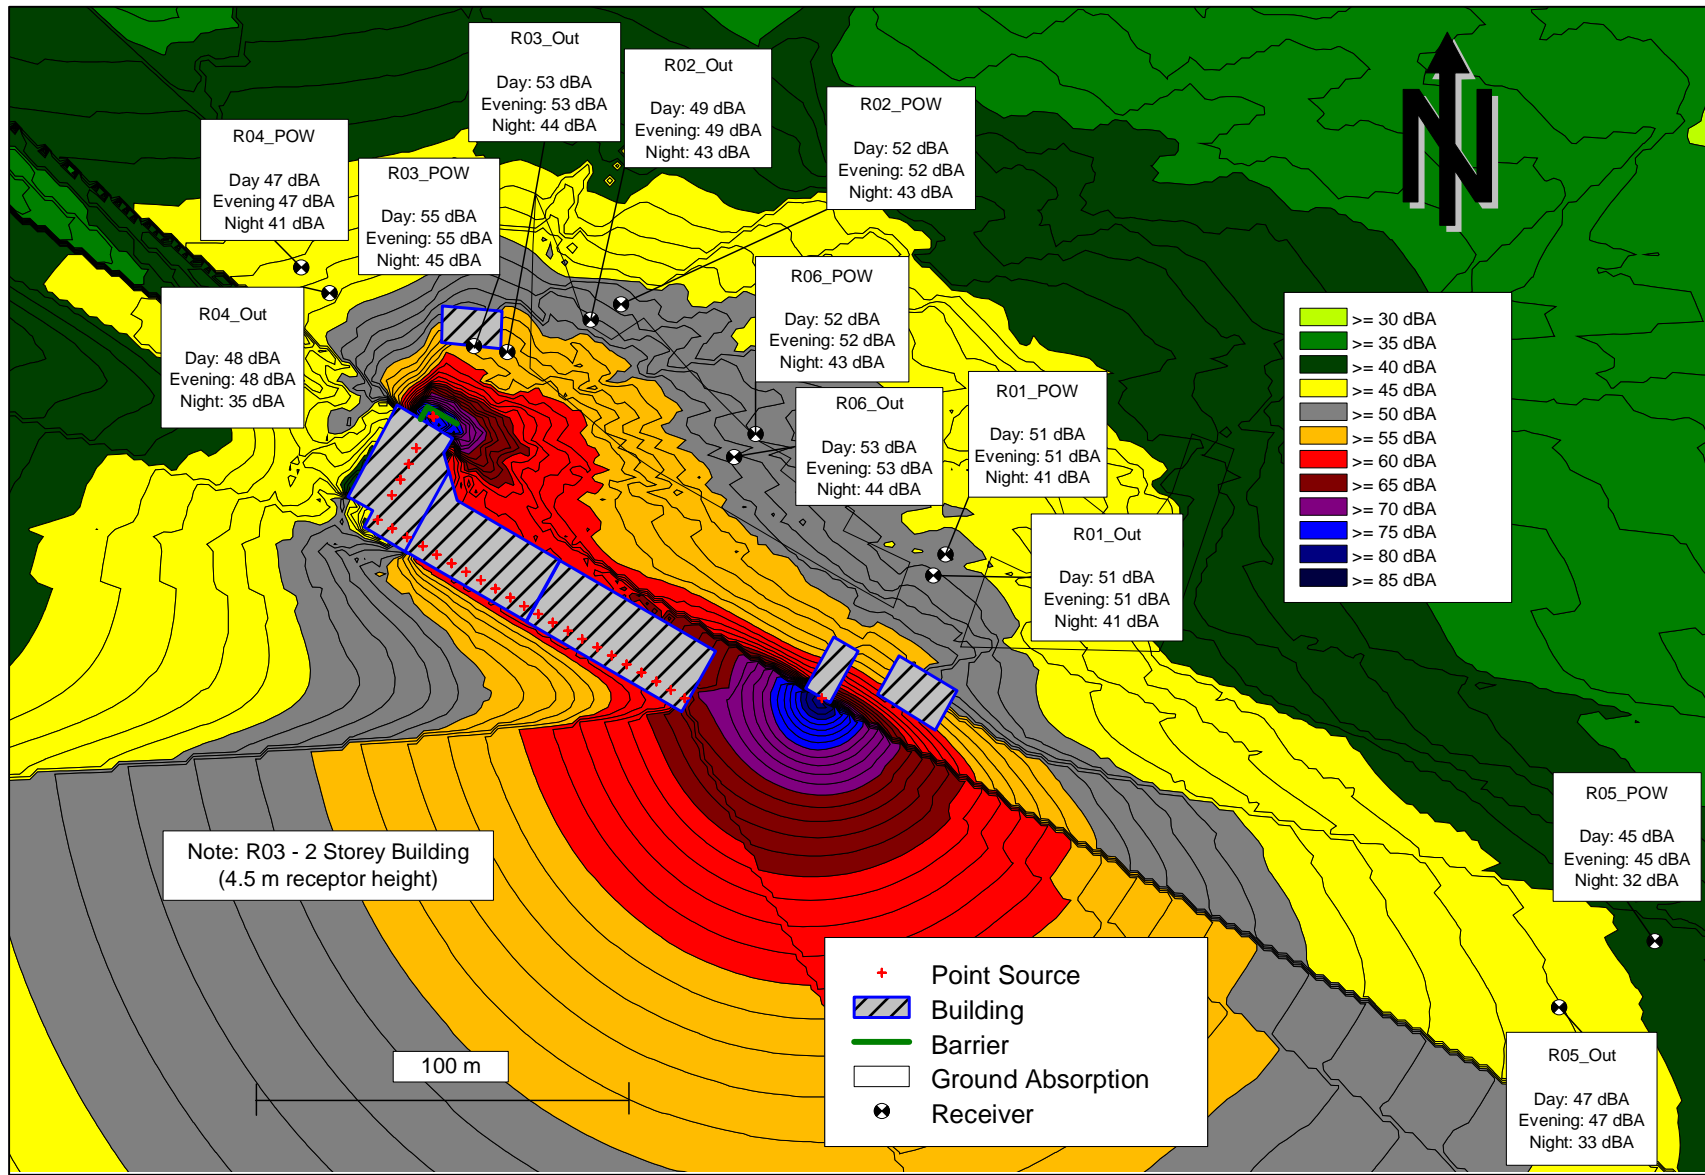 R03_Out
Day: 53 dBA
Evening: 53 dBA
Night: 44 dBA
R02_Out
Day: 49 dBA
Evening: 49 dBA
Night: 43 dBA
R02_POW
Day: 52 dBA
Evening: 52 dBA
Night: 43 dBA
R04_POW
Day 47 dBA
Evening 47 dBA
Night 41 dBA
R03_POW
Day: 55 dBA
Evening: 55 dBA
Night: 45 dBA
N
R06_POW
Day: 52 dBA
Evening: 52 dBA
Night: 43 dBA
R04_Out
Day: 48 dBA
Evening: 48 dBA
Night: 35 dBA
R06_Out
Day: 53 dBA
Evening: 53 dBA
Night: 44 dBA
R01_POW
Day: 51 dBA
Evening: 51 dBA
Night: 41 dBA
R01_Out
Day: 51 dBA
Evening: 51 dBA
Night: 41 dBA
>= 30 dBA
>= 35 dBA
>= 40 dBA
>= 45 dBA
>= 50 dBA
>= 55 dBA
>= 60 dBA
>= 65 dBA
>= 70 dBA
>= 75 dBA
>= 80 dBA
>= 85 dBA
R05_POW
Day: 45 dBA
Evening: 45 dBA
Night: 32 dBA
Note: R03 - 2 Storey Building
(4.5 m receptor height)
100 m
Point Source
Building
Barrier
Ground Absorption
Receiver
R05_Out
Day: 47 dBA
Evening: 47 dBA
Night: 33 dBA